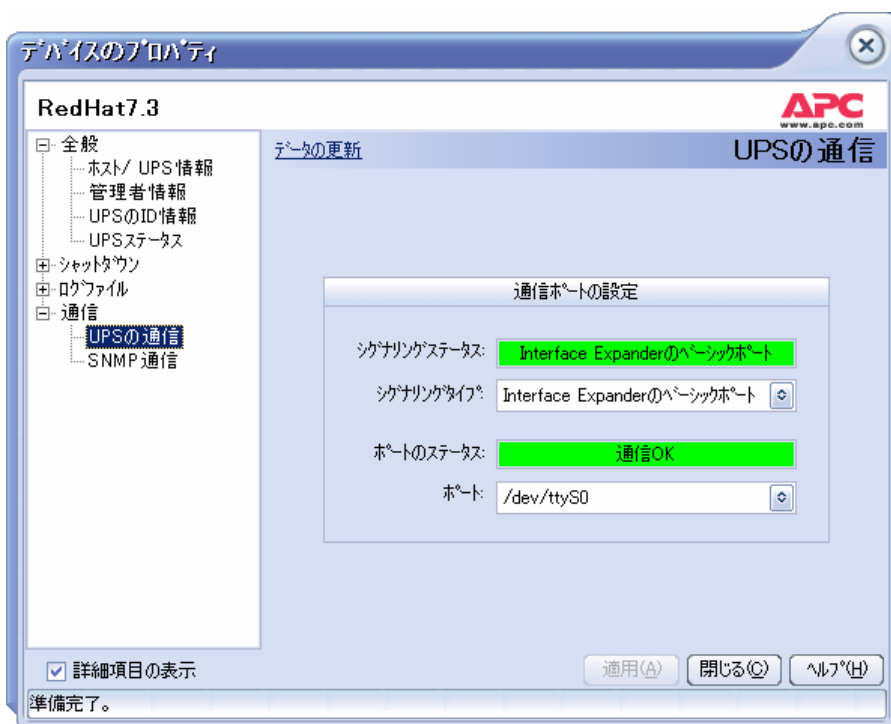 デバイスのプロパティ
RedHat7.3
APC
www.apc.com
全般
ホスト/ UPS情報
管理者情報
UPSのID情報
UPSステータス
シャットダウン
ログファイル
通信
UPSの通信
SNMP通信
データの更新
UPSの通信
通信ポートの設定
シグナリングステータス: Interface Expanderのベーシックポート
シグナリングタイプ: Interface Expanderのベーシックポート
ポートのステータス: 通信OK
ポート: /dev/ttyS0
詳細項目の表示
適用(A) 閉じる(C) ヘルプ(H)
準備完了。